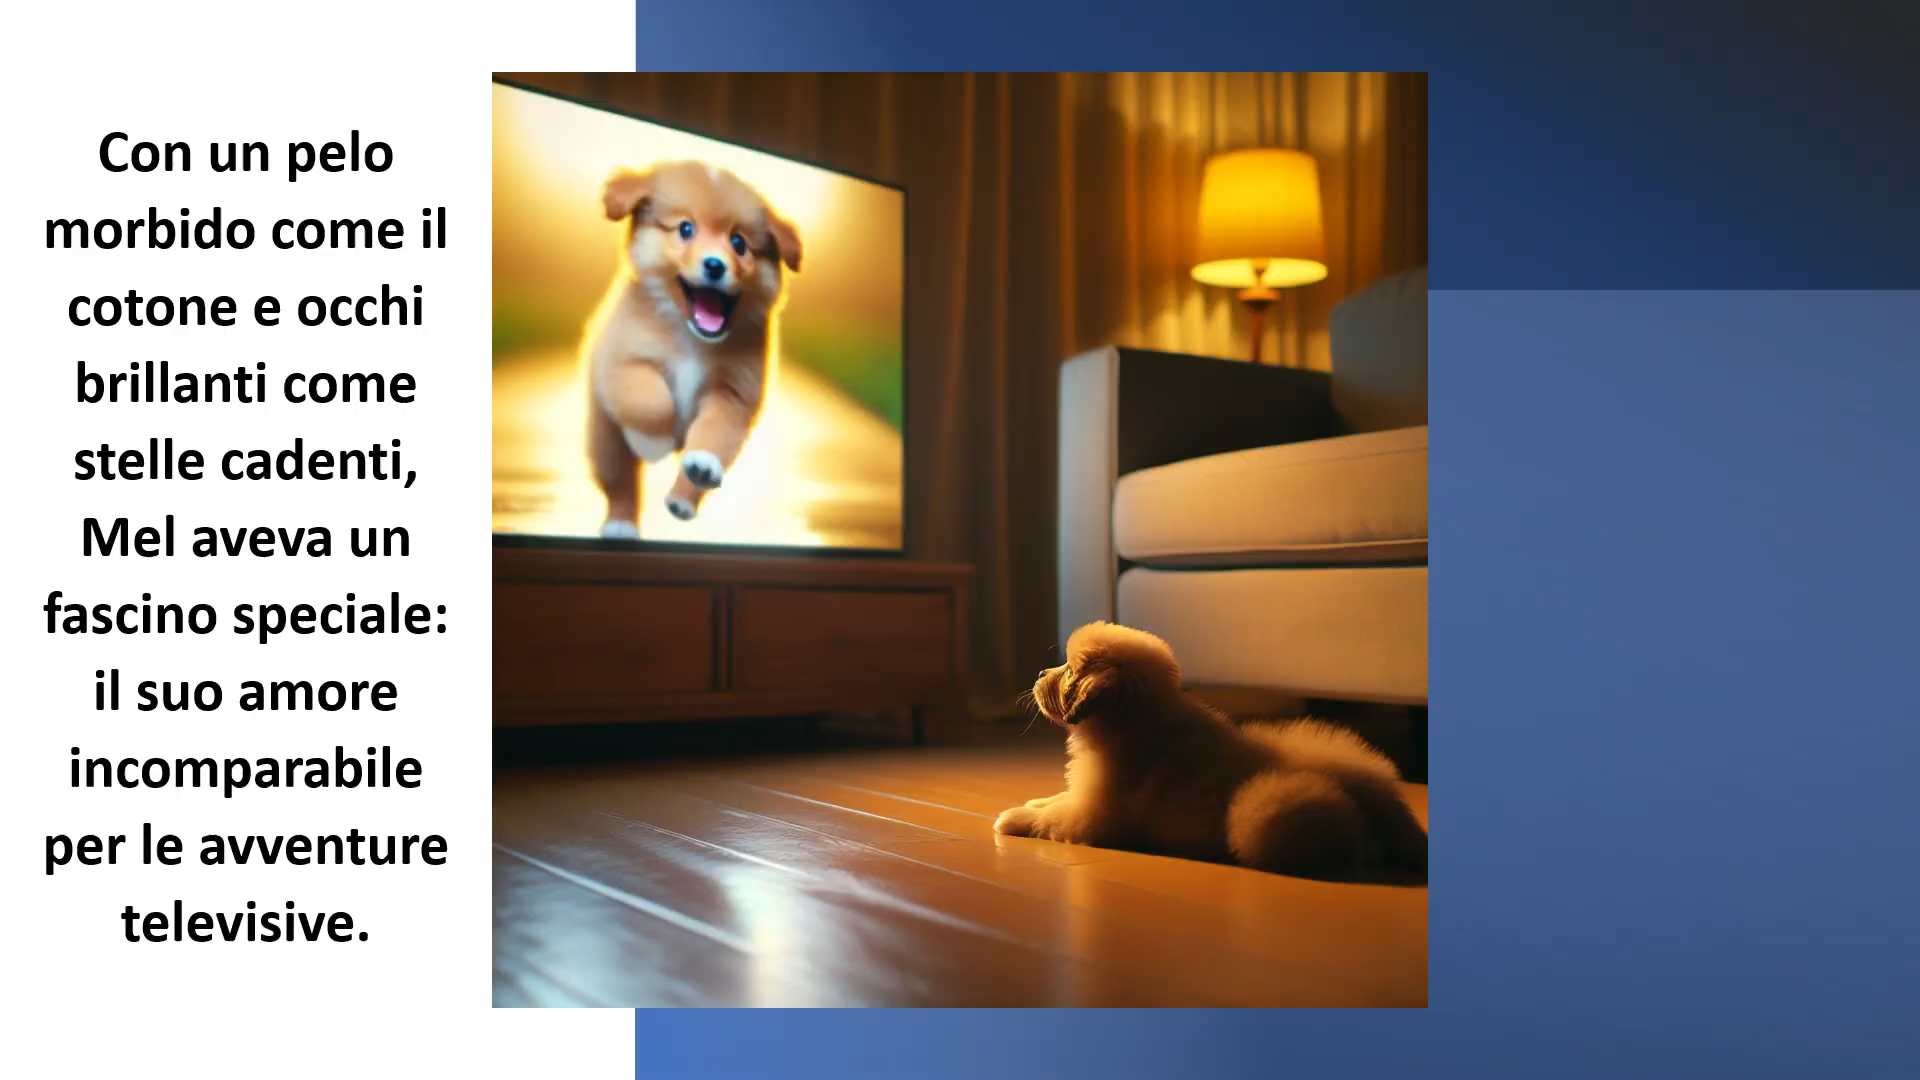 Con un pelo
morbido come il
cotone e occhi
brillanti come
stelle cadenti,
Mel aveva un
fascino speciale:
il suo amore
incomparabile
per le avventure
televisive.